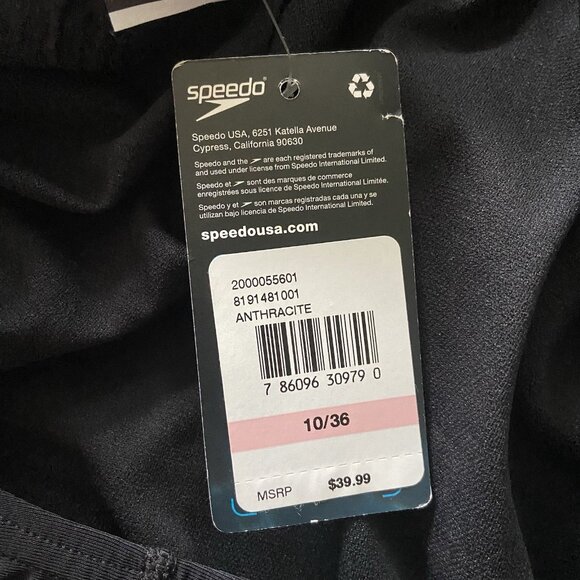 speedo®
Speedo USA, 6251 Katella Avenue
Cypress, California 90630
Speedo and the are each registered trademarks of
and used under license from Speedo International Limited.
Speedo et sont des marques de commerce
enregistrées sous licence de Speedo International Limitée.
Speedo y et son marcas registradas cada una y se
utilizan bajo licencia de Speedo International Limited.
speedousa.com
2000055601
8191481001
ANTHRACITE
7 86096 30979 0
10/36
MSRP $39.99